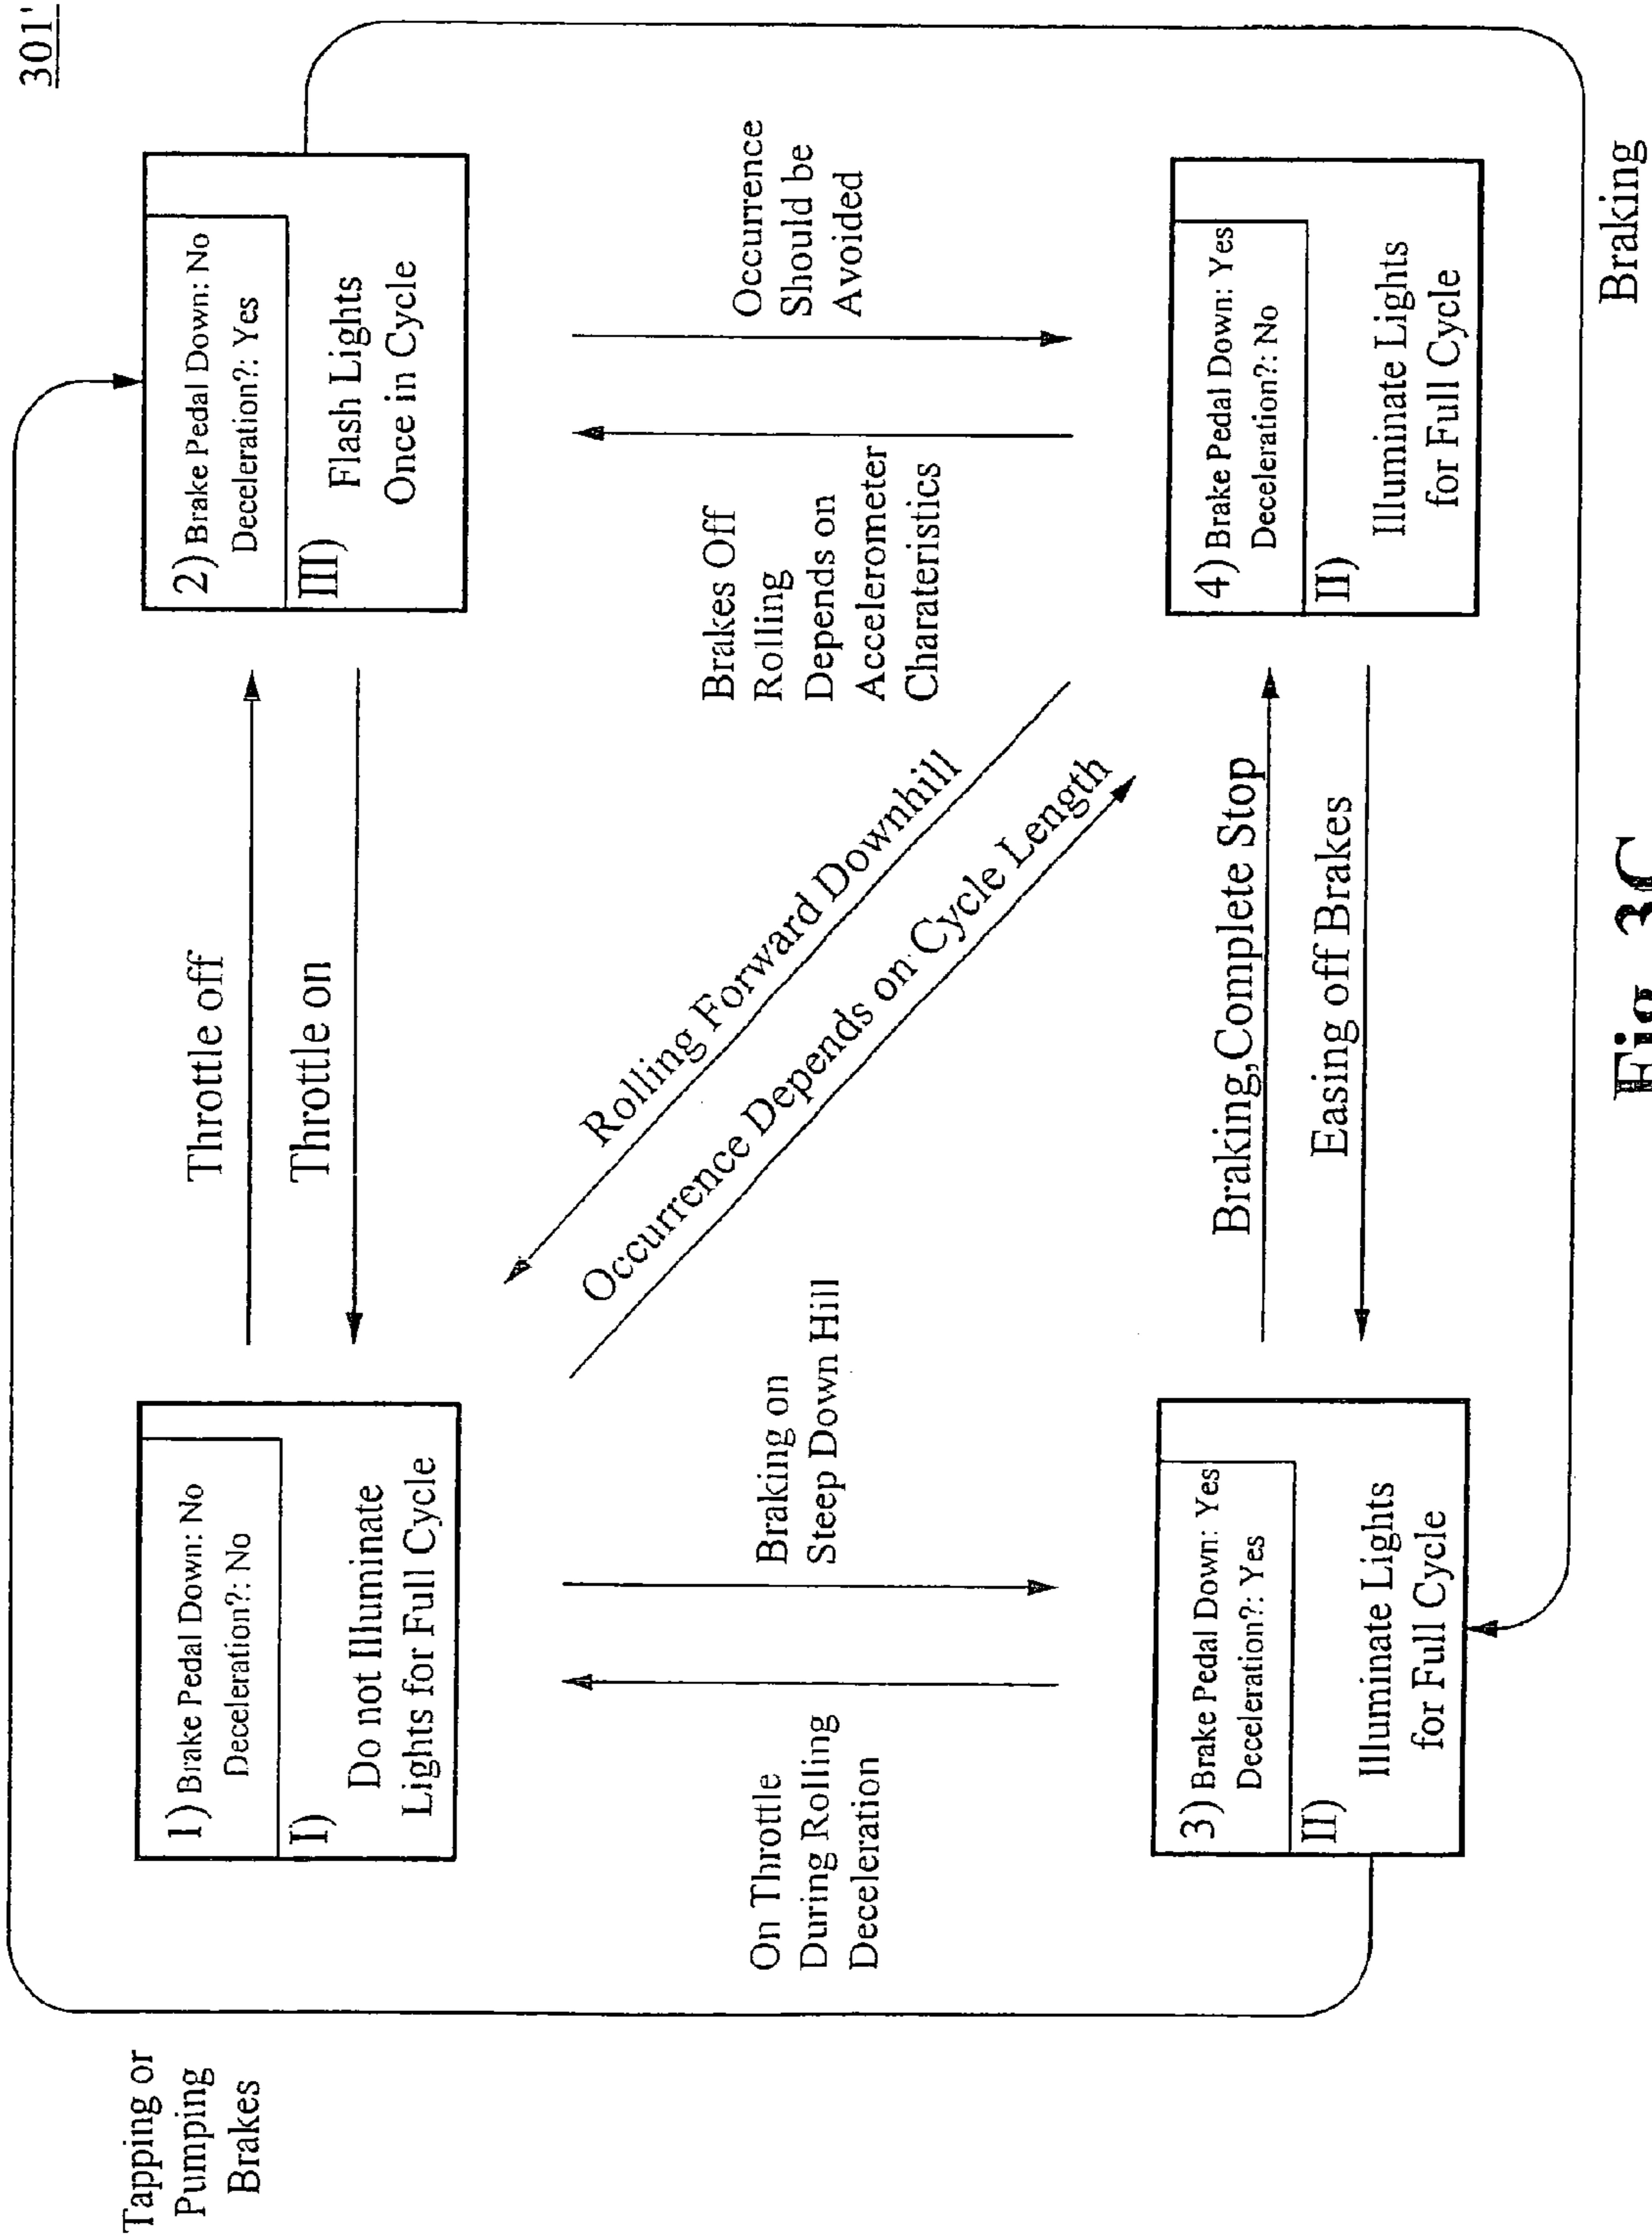 301'
Tapping or
Pumping
Brakes
1) Brake Pedal Down: No
Deceleration?: No
I)
Do not Illuminate
Lights for Full Cycle
Throttle off
Throttle on
2) Brake Pedal Down: No
Deceleration?: Yes
III)
Flash Lights
Once in Cycle
On Throttle
During Rolling
Deceleration
Braking on
Steep Down Hill
Rolling Forward Downhill
Occurrence Depends on Cycle Length
Brakes Off
Rolling
Depends on
Accelerometer
Charateristics
Occurrence
Should be
Avoided
3) Brake Pedal Down: Yes
Deceleration?: Yes
II)
Illuminate Lights
for Full Cycle
Braking,Complete Stop
Easing off Brakes
4) Brake Pedal Down: Yes
Deceleration?: No
II)
Illuminate Lights
for Full Cycle
Braking
Fig. 3C